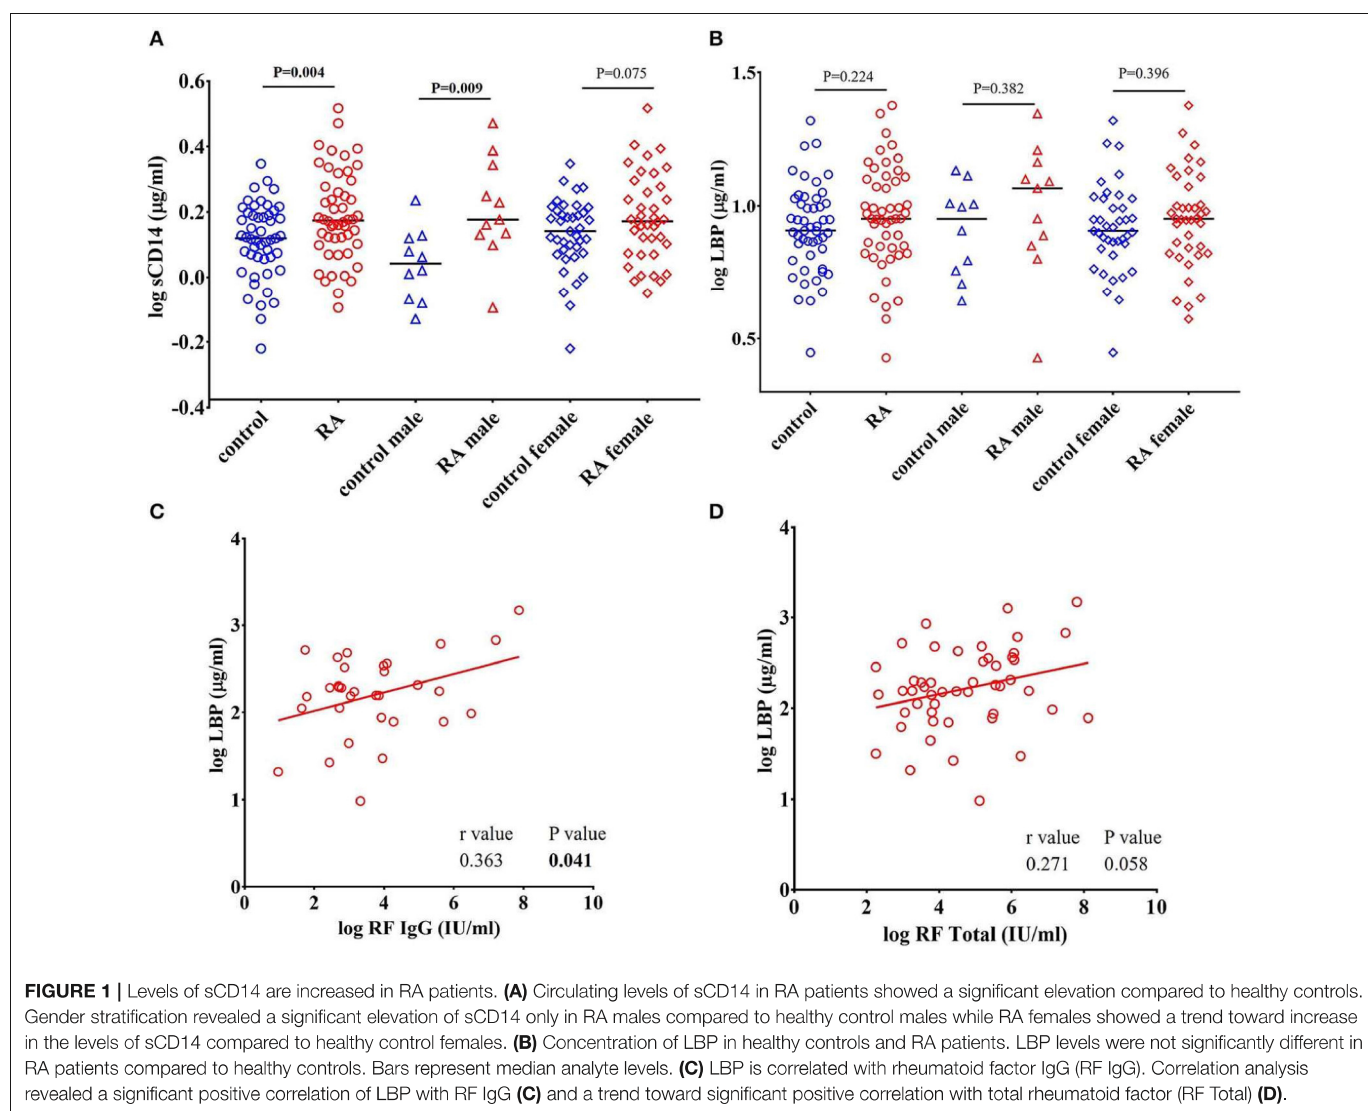 A
B
P=0.004
P=0.009
P=0.075
P=0.224
P=0.382
P=0.396
0.6
0.4
0.2
0.0
-0.2
-0.4
log sCD14 (µg/ml)
control
RA
control male
RA male
control female
RA female
1.5
1.0
0.5
log LBP (µg/ml)
control
RA
control male
RA male
control female
RA female
C
D
4
3
2
1
0
log LBP (µg/ml)
r value P value
0.363 0.041
0 2 4 6 8 10
log RF IgG (IU/ml)
4
3
2
1
0
log LBP (µg/ml)
r value P value
0.271 0.058
0 2 4 6 8 10
log RF Total (IU/ml)
FIGURE 1 | Levels of sCD14 are increased in RA patients. (A) Circulating levels of sCD14 in RA patients showed a significant elevation compared to healthy controls.
Gender stratification revealed a significant elevation of sCD14 only in RA males compared to healthy control males while RA females showed a trend toward increase
in the levels of sCD14 compared to healthy control females. (B) Concentration of LBP in healthy controls and RA patients. LBP levels were not significantly different in
RA patients compared to healthy controls. Bars represent median analyte levels. (C) LBP is correlated with rheumatoid factor IgG (RF IgG). Correlation analysis
revealed a significant positive correlation of LBP with RF IgG (C) and a trend toward significant positive correlation with total rheumatoid factor (RF Total) (D).